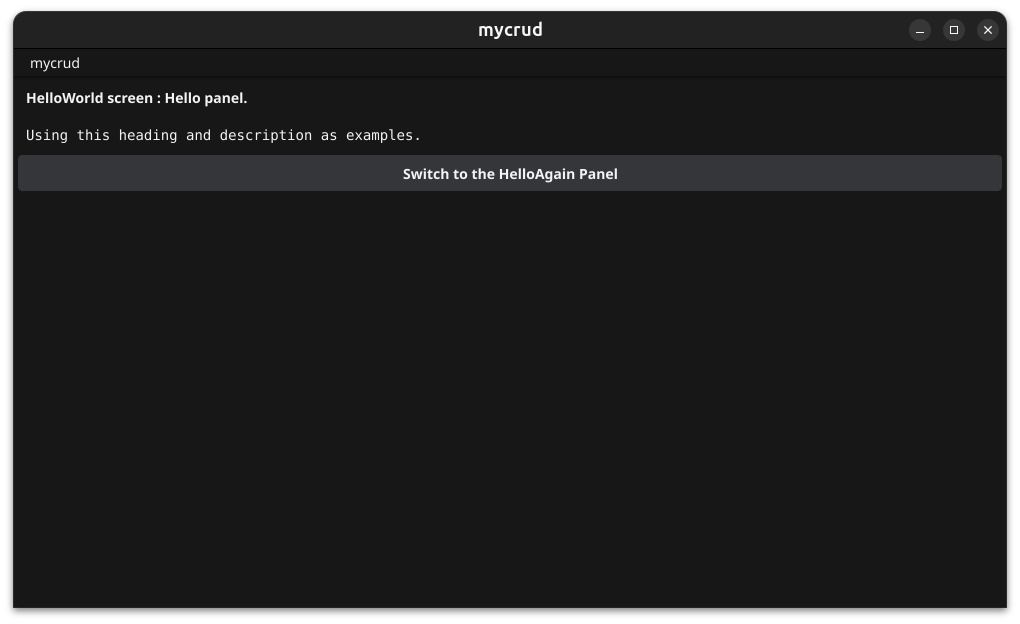 mycrud
mycrud
HelloWorld screen : Hello panel.
Using this heading and description as examples.
Switch to the HelloAgain Panel